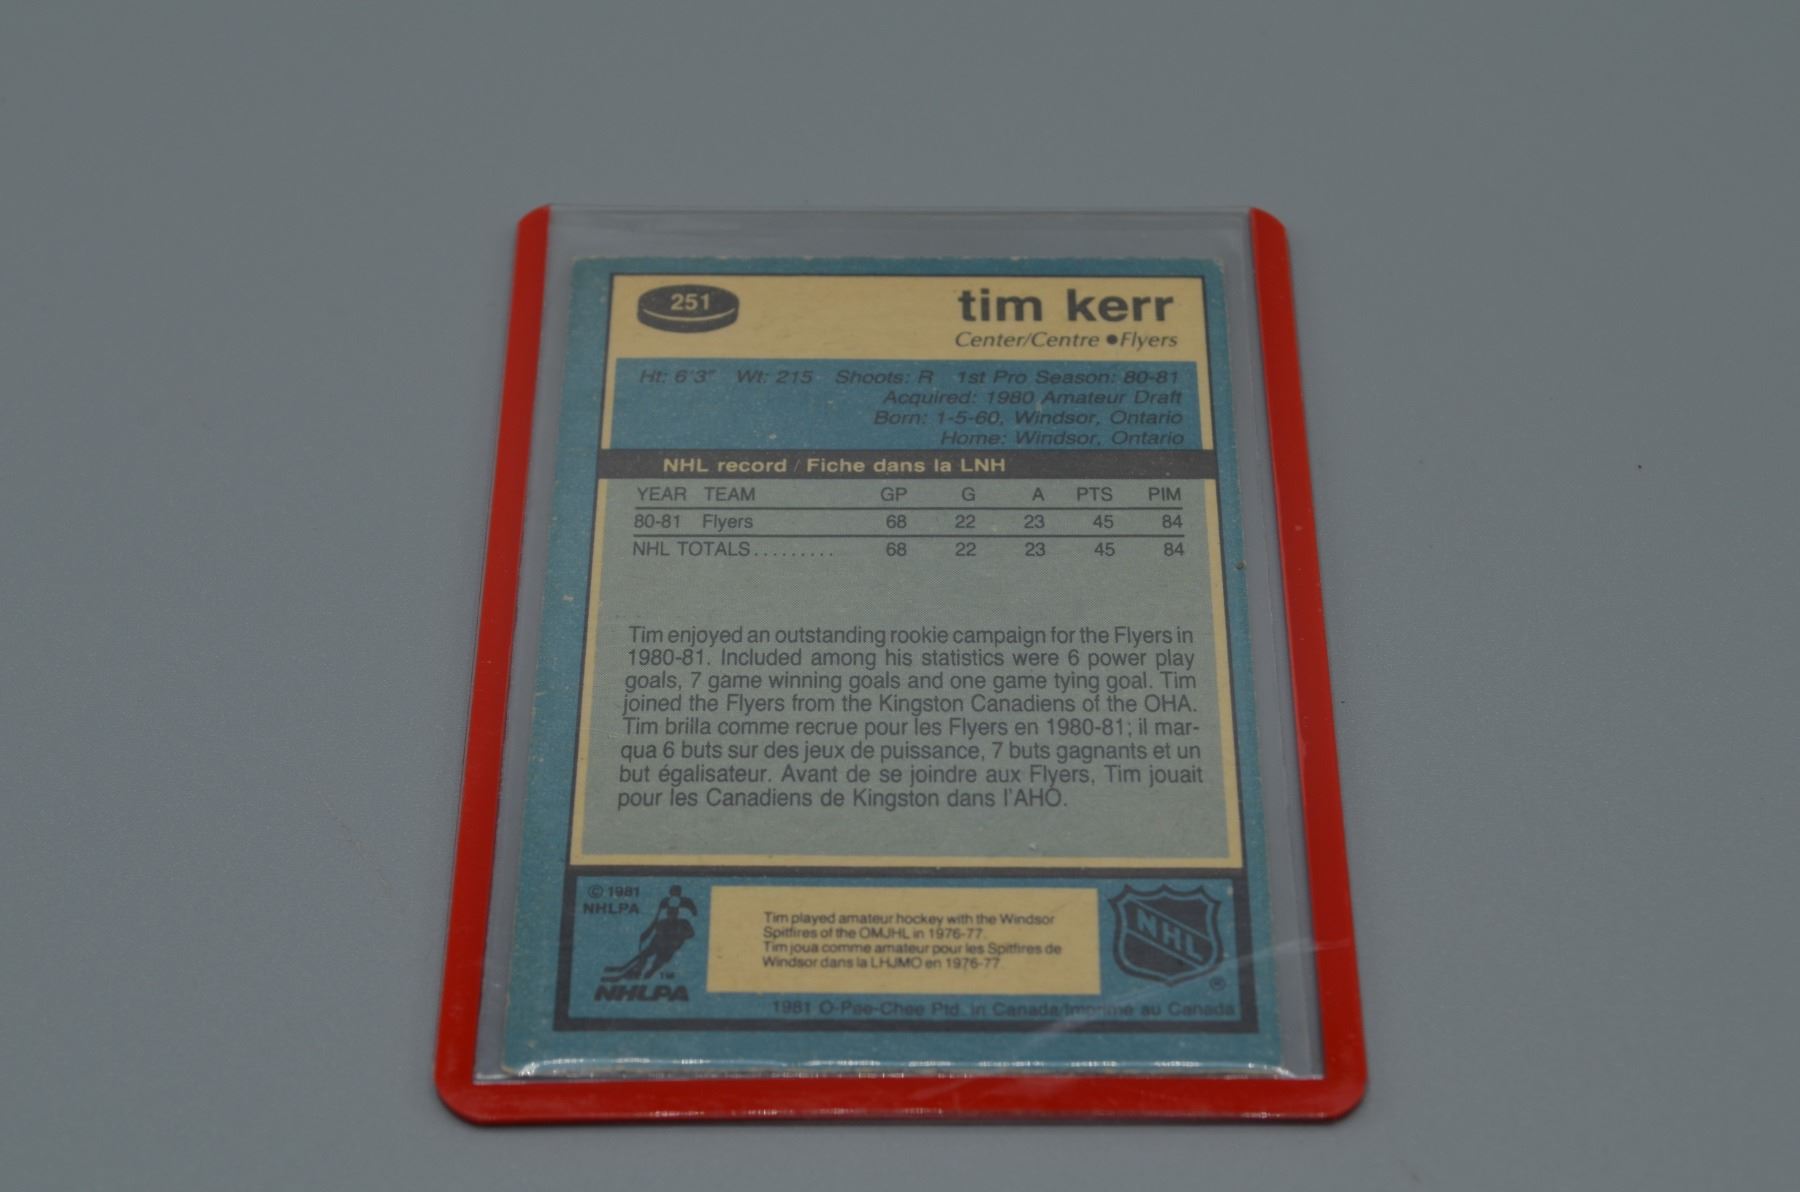 251
tim kerr
Center/Centre •Flyers
Ht: 6'3" Wt: 215 Shoots: R 1st Pro Season: 80-81
Acquired: 1980 Amateur Draft
Born: 1-5-60, Windsor, Ontario
Home: Windsor, Ontario
NHL record / Fiche dans la LNH
YEAR TEAM GP G A PTS PIM
80-81 Flyers 68 22 23 45 84
NHL TOTALS......... 68 22 23 45 84
Tim enjoyed an outstanding rookie campaign for the Flyers in
1980-81. Included among his statistics were 6 power play
goals, 7 game winning goals and one game tying goal. Tim
joined the Flyers from the Kingston Canadiens of the OHA.
Tim brilla comme recrue pour les Flyers en 1980-81; il mar-
qua 6 buts sur des jeux de puissance, 7 buts gagnants et un
but égalisateur. Avant de se joindre aux Flyers, Tim jouait
pour les Canadiens de Kingston dans l'AHO.
© 1981
NHLPA
TM
NHLPA
Tim played amateur hockey with the Windsor
Spitfires of the OMJHL in 1976-77.
Tim joua comme amateur pour les Spitfires de
Windsor dans la LHJMO en 1976-77.
NHL
®
1981 O-Pee-Chee Ptd. in Canada/Imprimé au Canada